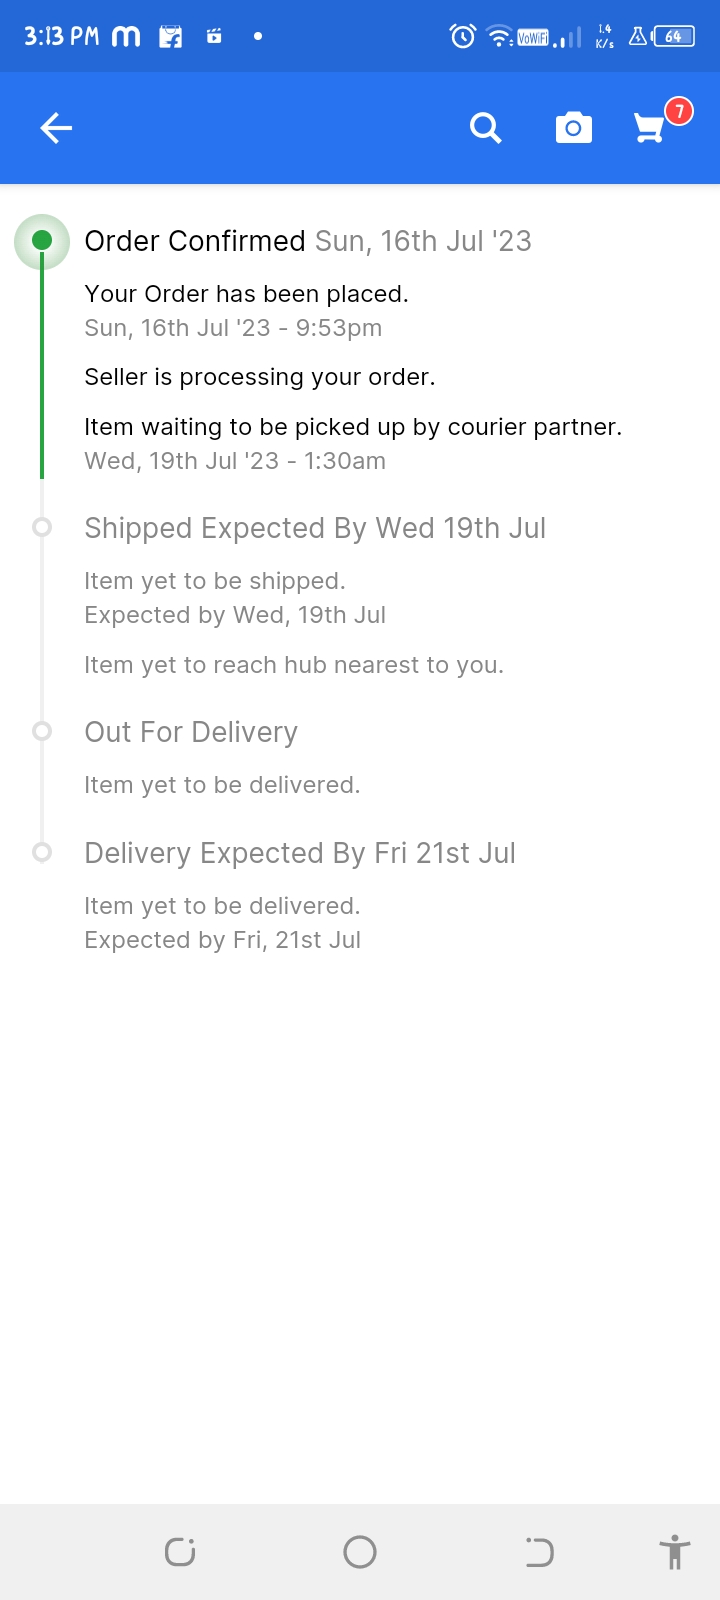 3:13 PM
VoWiFi
1.4
K/s
64
7
Order Confirmed Sun, 16th Jul '23
Your Order has been placed.
Sun, 16th Jul '23 - 9:53pm
Seller is processing your order.
Item waiting to be picked up by courier partner.
Wed, 19th Jul '23 - 1:30am
Shipped Expected By Wed 19th Jul
Item yet to be shipped.
Expected by Wed, 19th Jul
Item yet to reach hub nearest to you.
Out For Delivery
Item yet to be delivered.
Delivery Expected By Fri 21st Jul
Item yet to be delivered.
Expected by Fri, 21st Jul